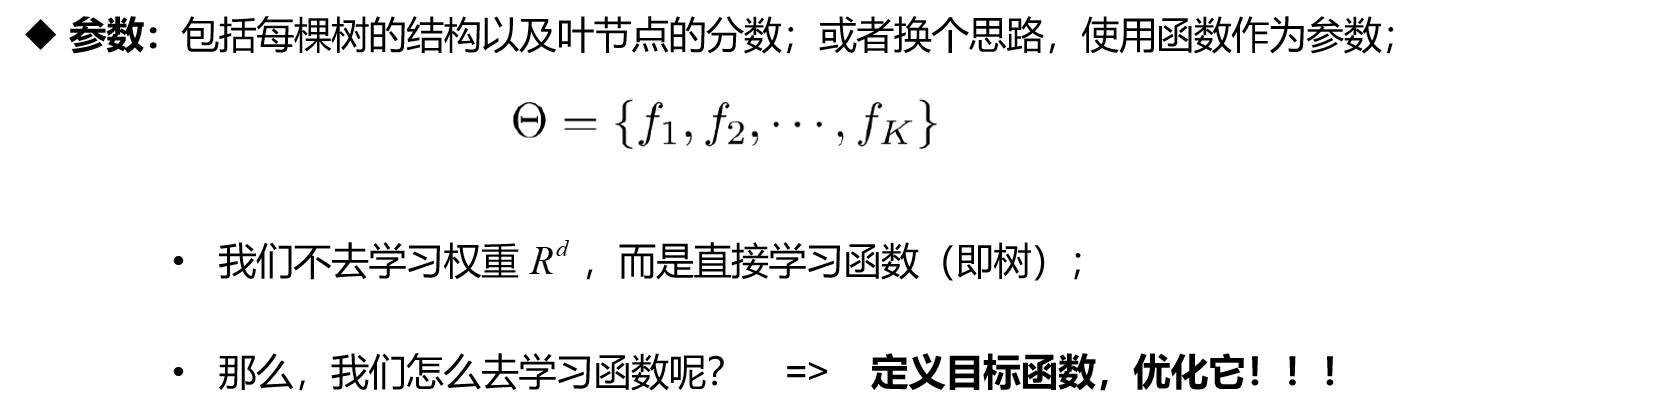 ◆ 参数：包括每棵树的结构以及叶节点的分数；或者换个思路，使用函数作为参数；
Θ = {f₁, f₂, ⋯, f_K}
• 我们不去学习权重 R^d ，而是直接学习函数（即树）；
• 那么，我们怎么去学习函数呢？ => 定义目标函数，优化它！！！